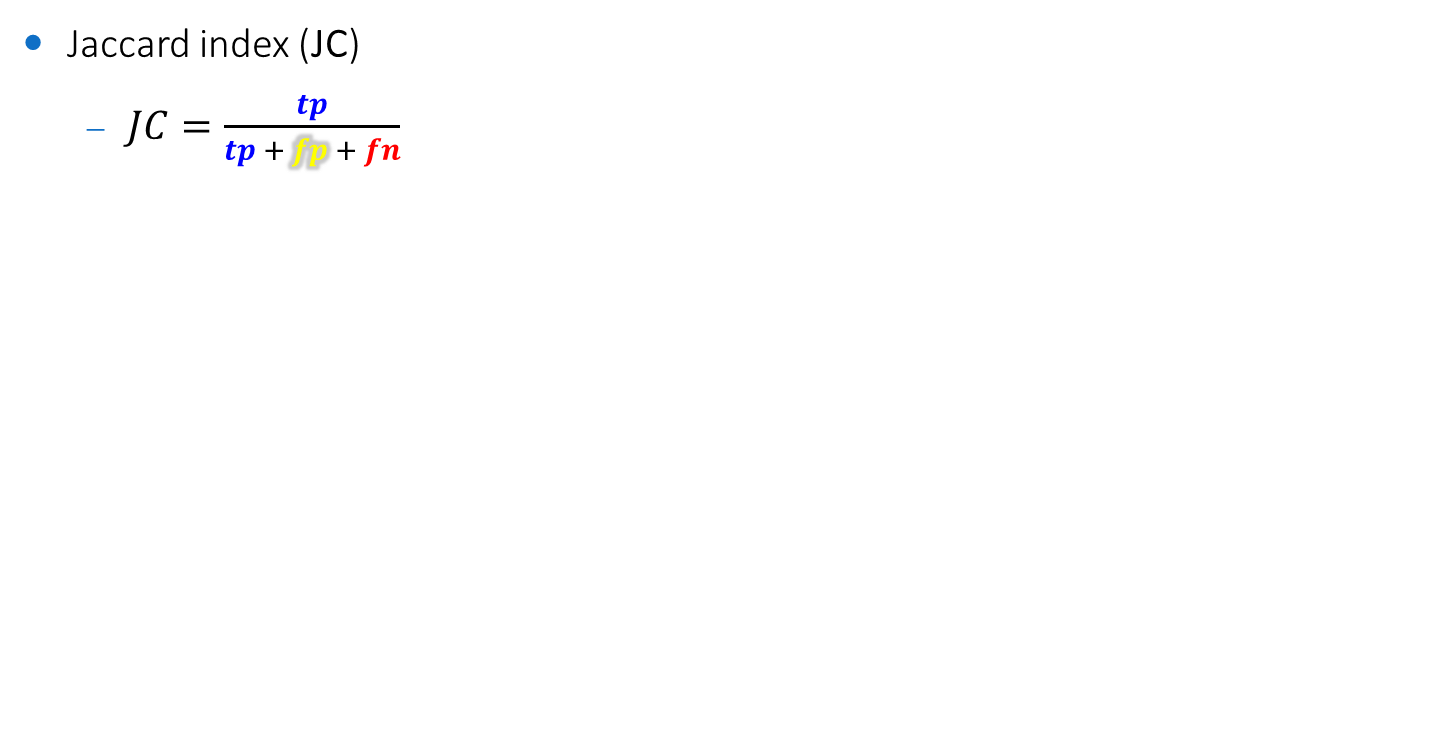 • Jaccard index (JC)
– JC = tp / (tp + fp + fn)